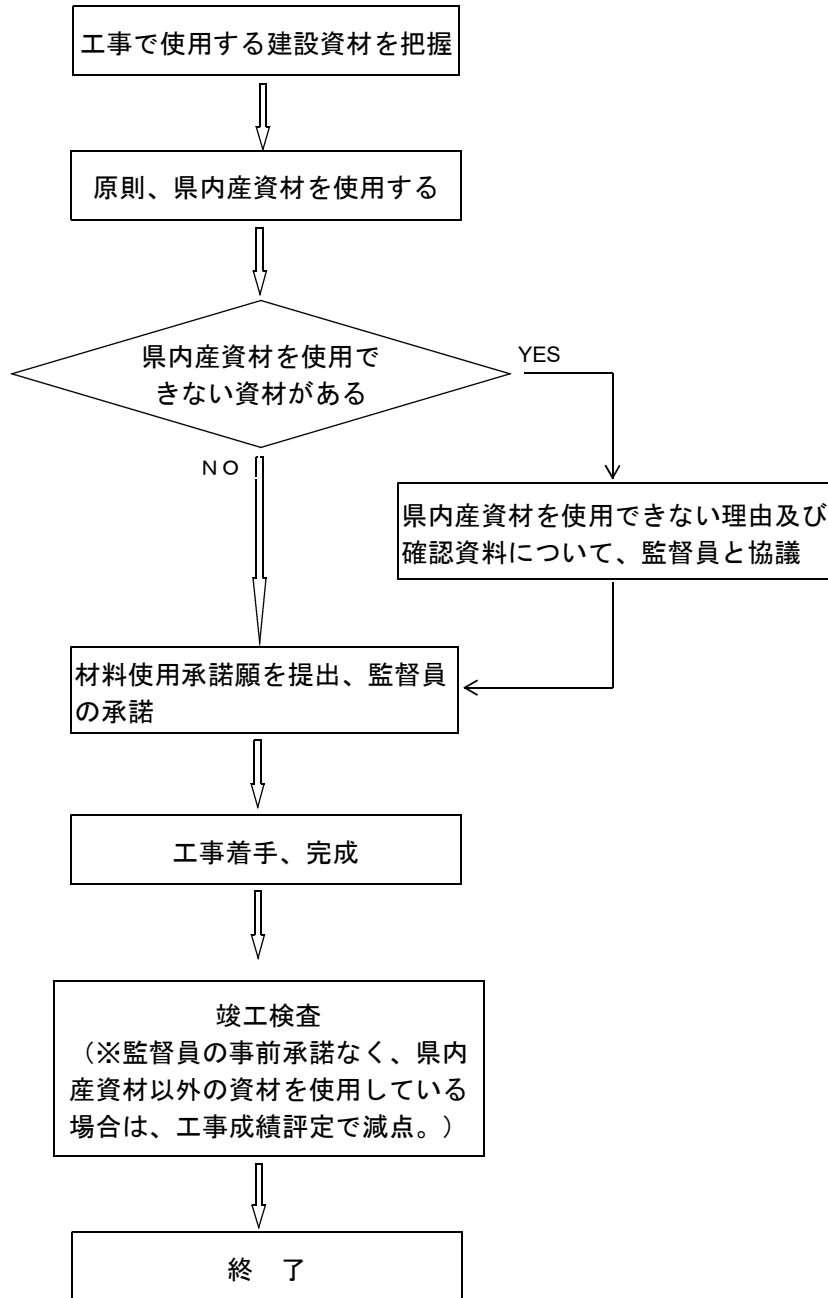 工事で使用する建設資材を把握
原則、県内産資材を使用する
県内産資材を使用で
きない資材がある
YES
NO
県内産資材を使用できない理由及び
確認資料について、監督員と協議
材料使用承諾願を提出、監督員
の承諾
工事着手、完成
竣工検査
（※監督員の事前承諾なく、県内
産資材以外の資材を使用している
場合は、工事成績評定で減点。）
終　了